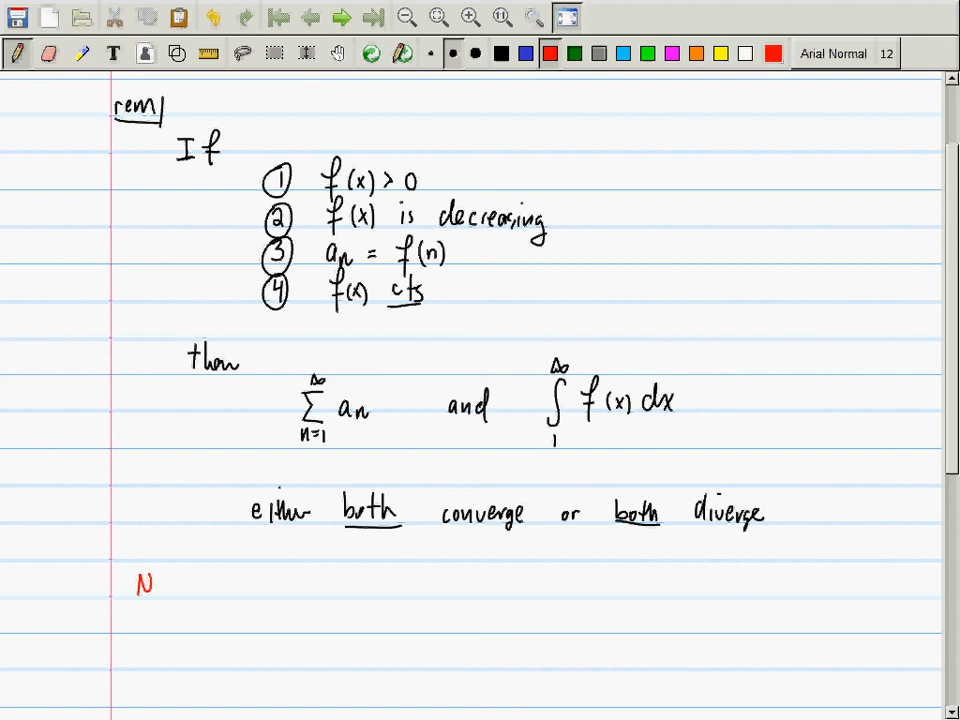 Arial Normal 12
rem
If
① f(x) > 0
② f(x) is decreasing
③ an = f(n)
④ f(x) cts
then
∑ n=1 ∞ an and ∫ 1 ∞ f(x) dx
either both converge or both diverge
N